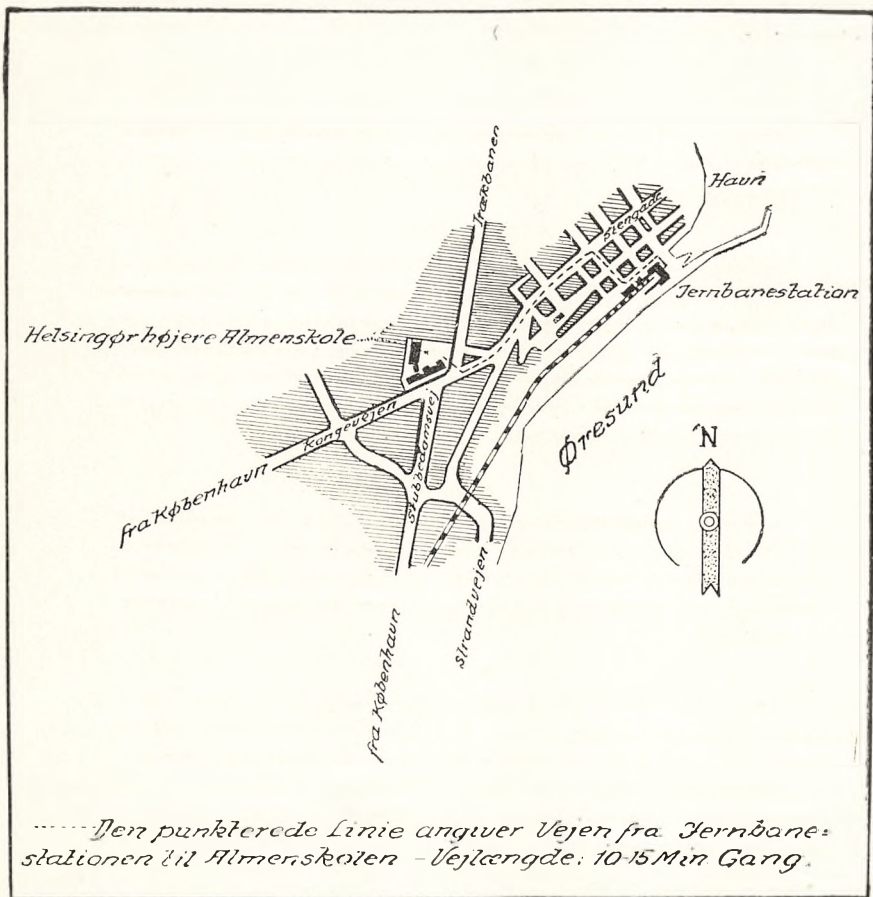 Havn
Trækbanen
Stengade
Jernbanestation
Helsingør højere Almenskole
Øresund
N
Kongevejen
fra København
Stubbedamsvej
Strandvejen
fra København
Den punkterede Linie angiver Vejen fra Jernbane=
stationen til Almenskolen - Vejlængde: 10-15 Min Gang.